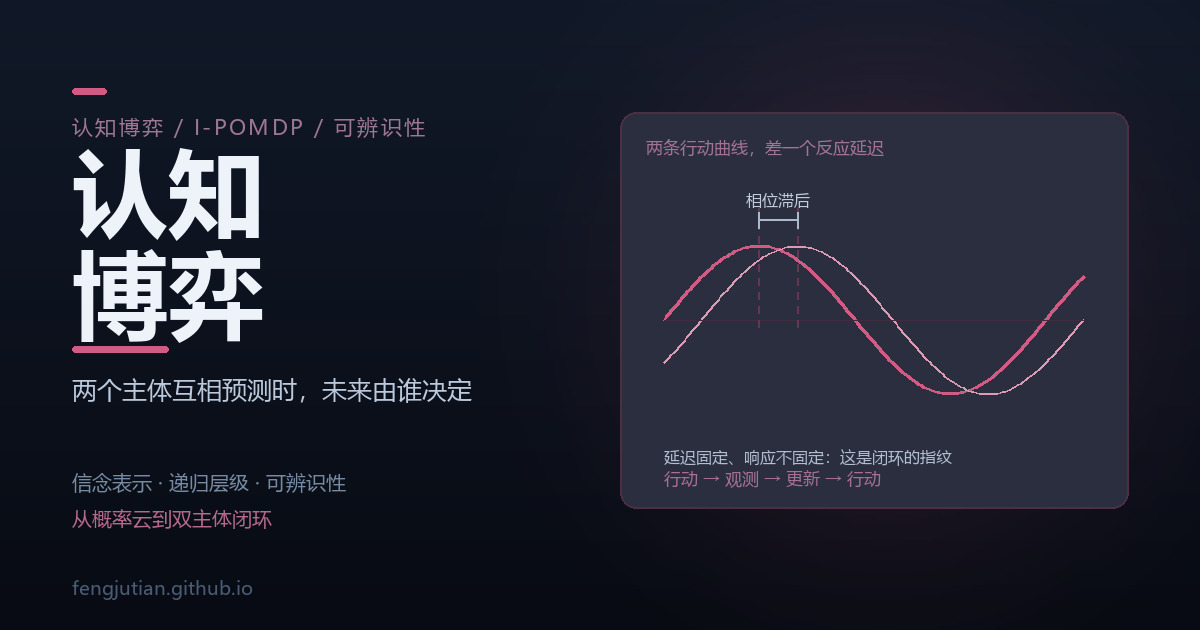 认知博弈 / I-POMDP / 可辨识性
认知
博弈
两个主体互相预测时，未来由谁决定
信念表示 · 递归层级 · 可辨识性
从概率云到双主体闭环
fengjutian.github.io
两条行动曲线，差一个反应延迟
相位滞后
延迟固定、响应不固定：这是闭环的指纹
行动 → 观测 → 更新 → 行动